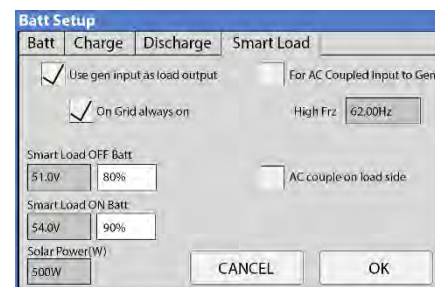 Batt Setup
Batt Charge Discharge Smart Load
Use gen input as load output For AC Coupled Input to Gen
On Grid always on High Frz 62.00Hz
Smart Load OFF Batt
51.0V 80% AC couple on load side
Smart Load ON Batt
54.0V 90%
Solar Power(W)
500W CANCEL OK